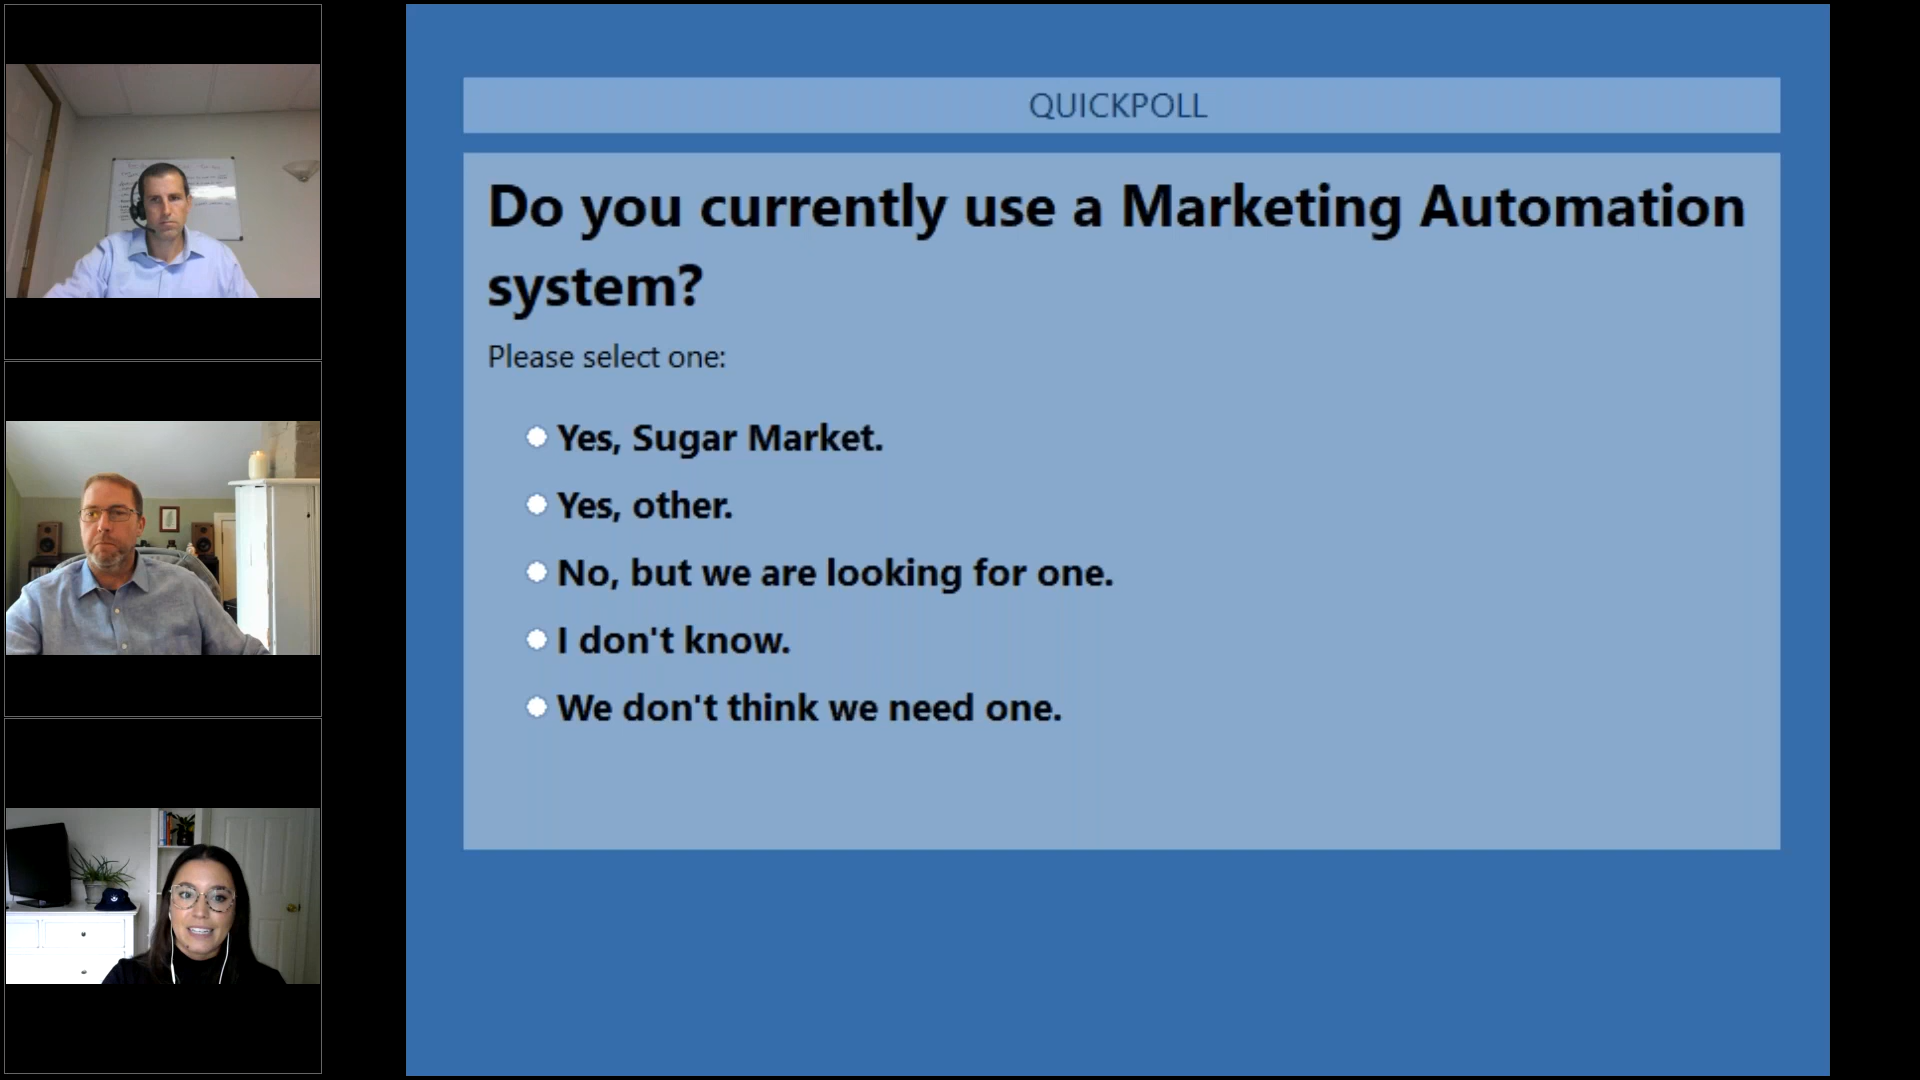 QUICKPOLL
Do you currently use a Marketing Automation
system?
Please select one:
Yes, Sugar Market.
Yes, other.
No, but we are looking for one.
I don't know.
We don't think we need one.